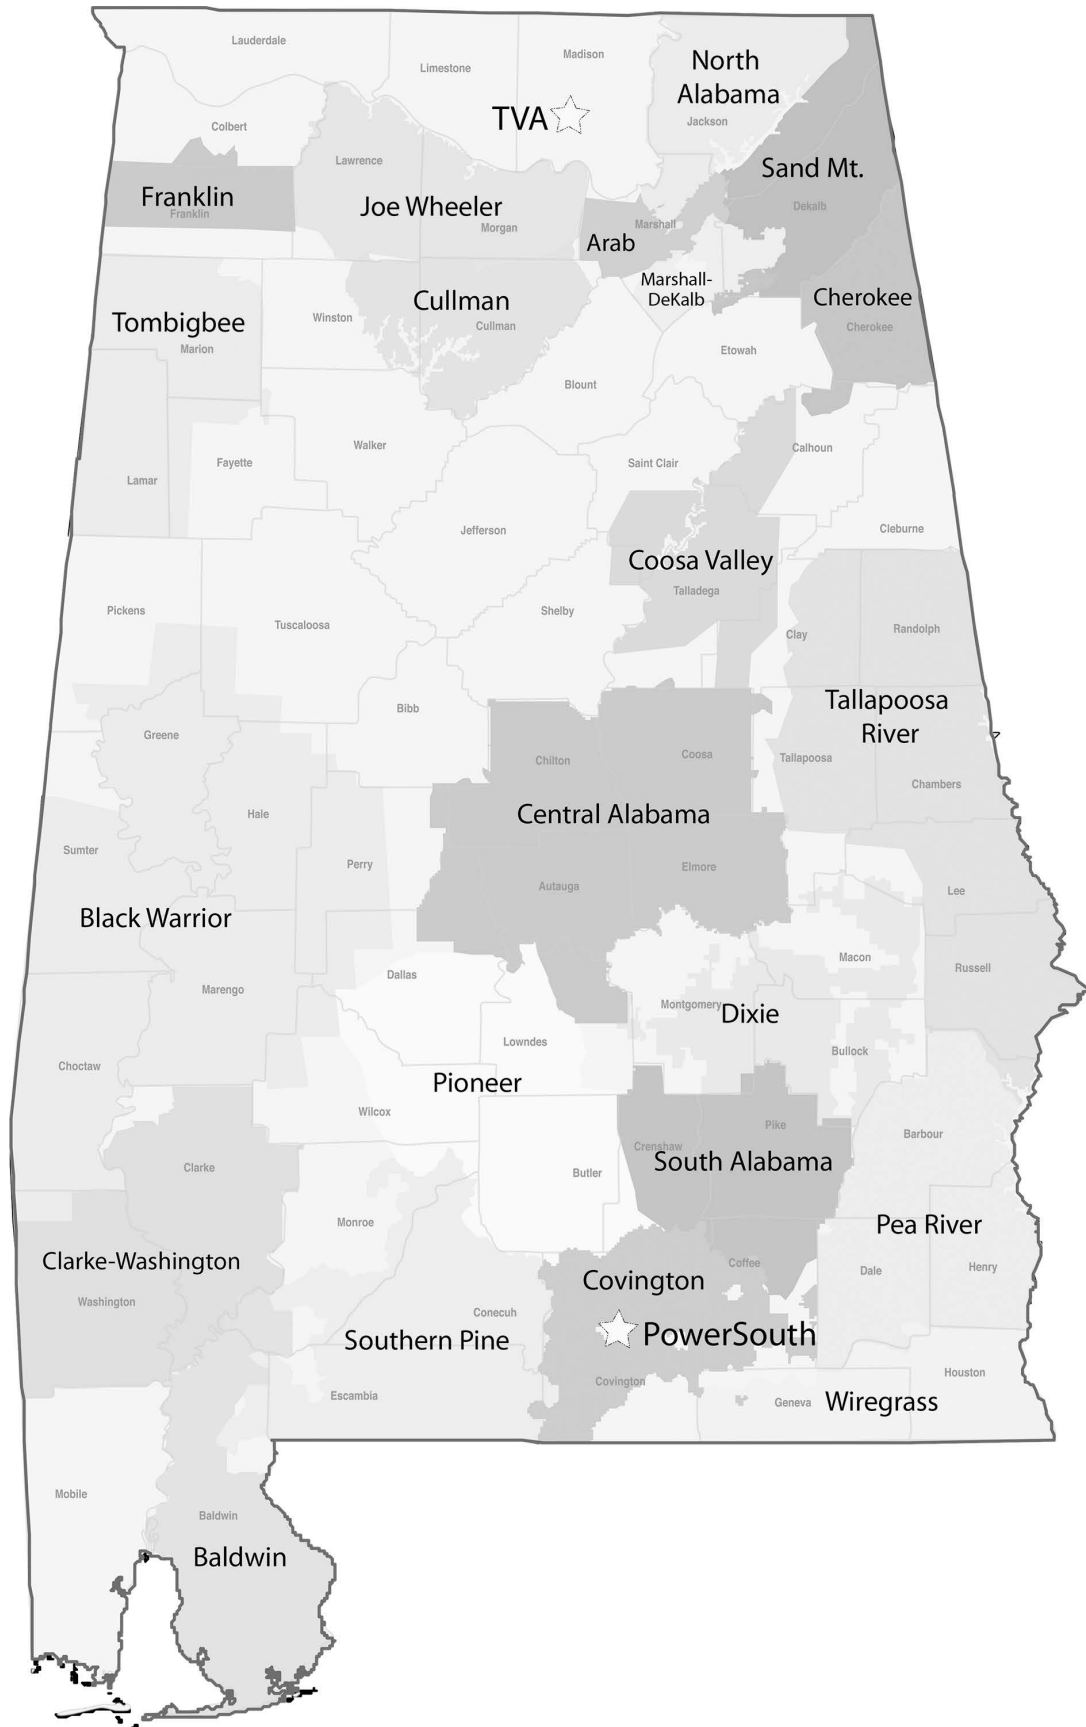 Lauderdale
Limestone
Madison
North
Alabama
Jackson
TVA
Colbert
Lawrence
Sand Mt.
Franklin
Franklin
Joe Wheeler
Morgan
Dekalb
Marshall
Arab
Marshall-
DeKalb
Cherokee
Cherokee
Cullman
Cullman
Tombigbee
Marion
Winston
Etowah
Blount
Walker
Fayette
Lamar
Saint Clair
Calhoun
Jefferson
Cleburne
Coosa Valley
Talladega
Pickens
Tuscaloosa
Shelby
Clay
Randolph
Tallapoosa
River
Tallapoosa
Chambers
Bibb
Greene
Chilton
Coosa
Central Alabama
Hale
Sumter
Perry
Autauga
Elmore
Lee
Black Warrior
Macon
Russell
Dallas
Marengo
Montgomery
Dixie
Lowndes
Bullock
Choctaw
Pioneer
Wilcox
Crenshaw
Pike
South Alabama
Barbour
Clarke
Butler
Monroe
Pea River
Clarke-Washington
Washington
Coffee
Dale
Henry
Covington
Conecuh
Southern Pine
PowerSouth
Escambia
Covington
Geneva
Wiregrass
Houston
Mobile
Baldwin
Baldwin